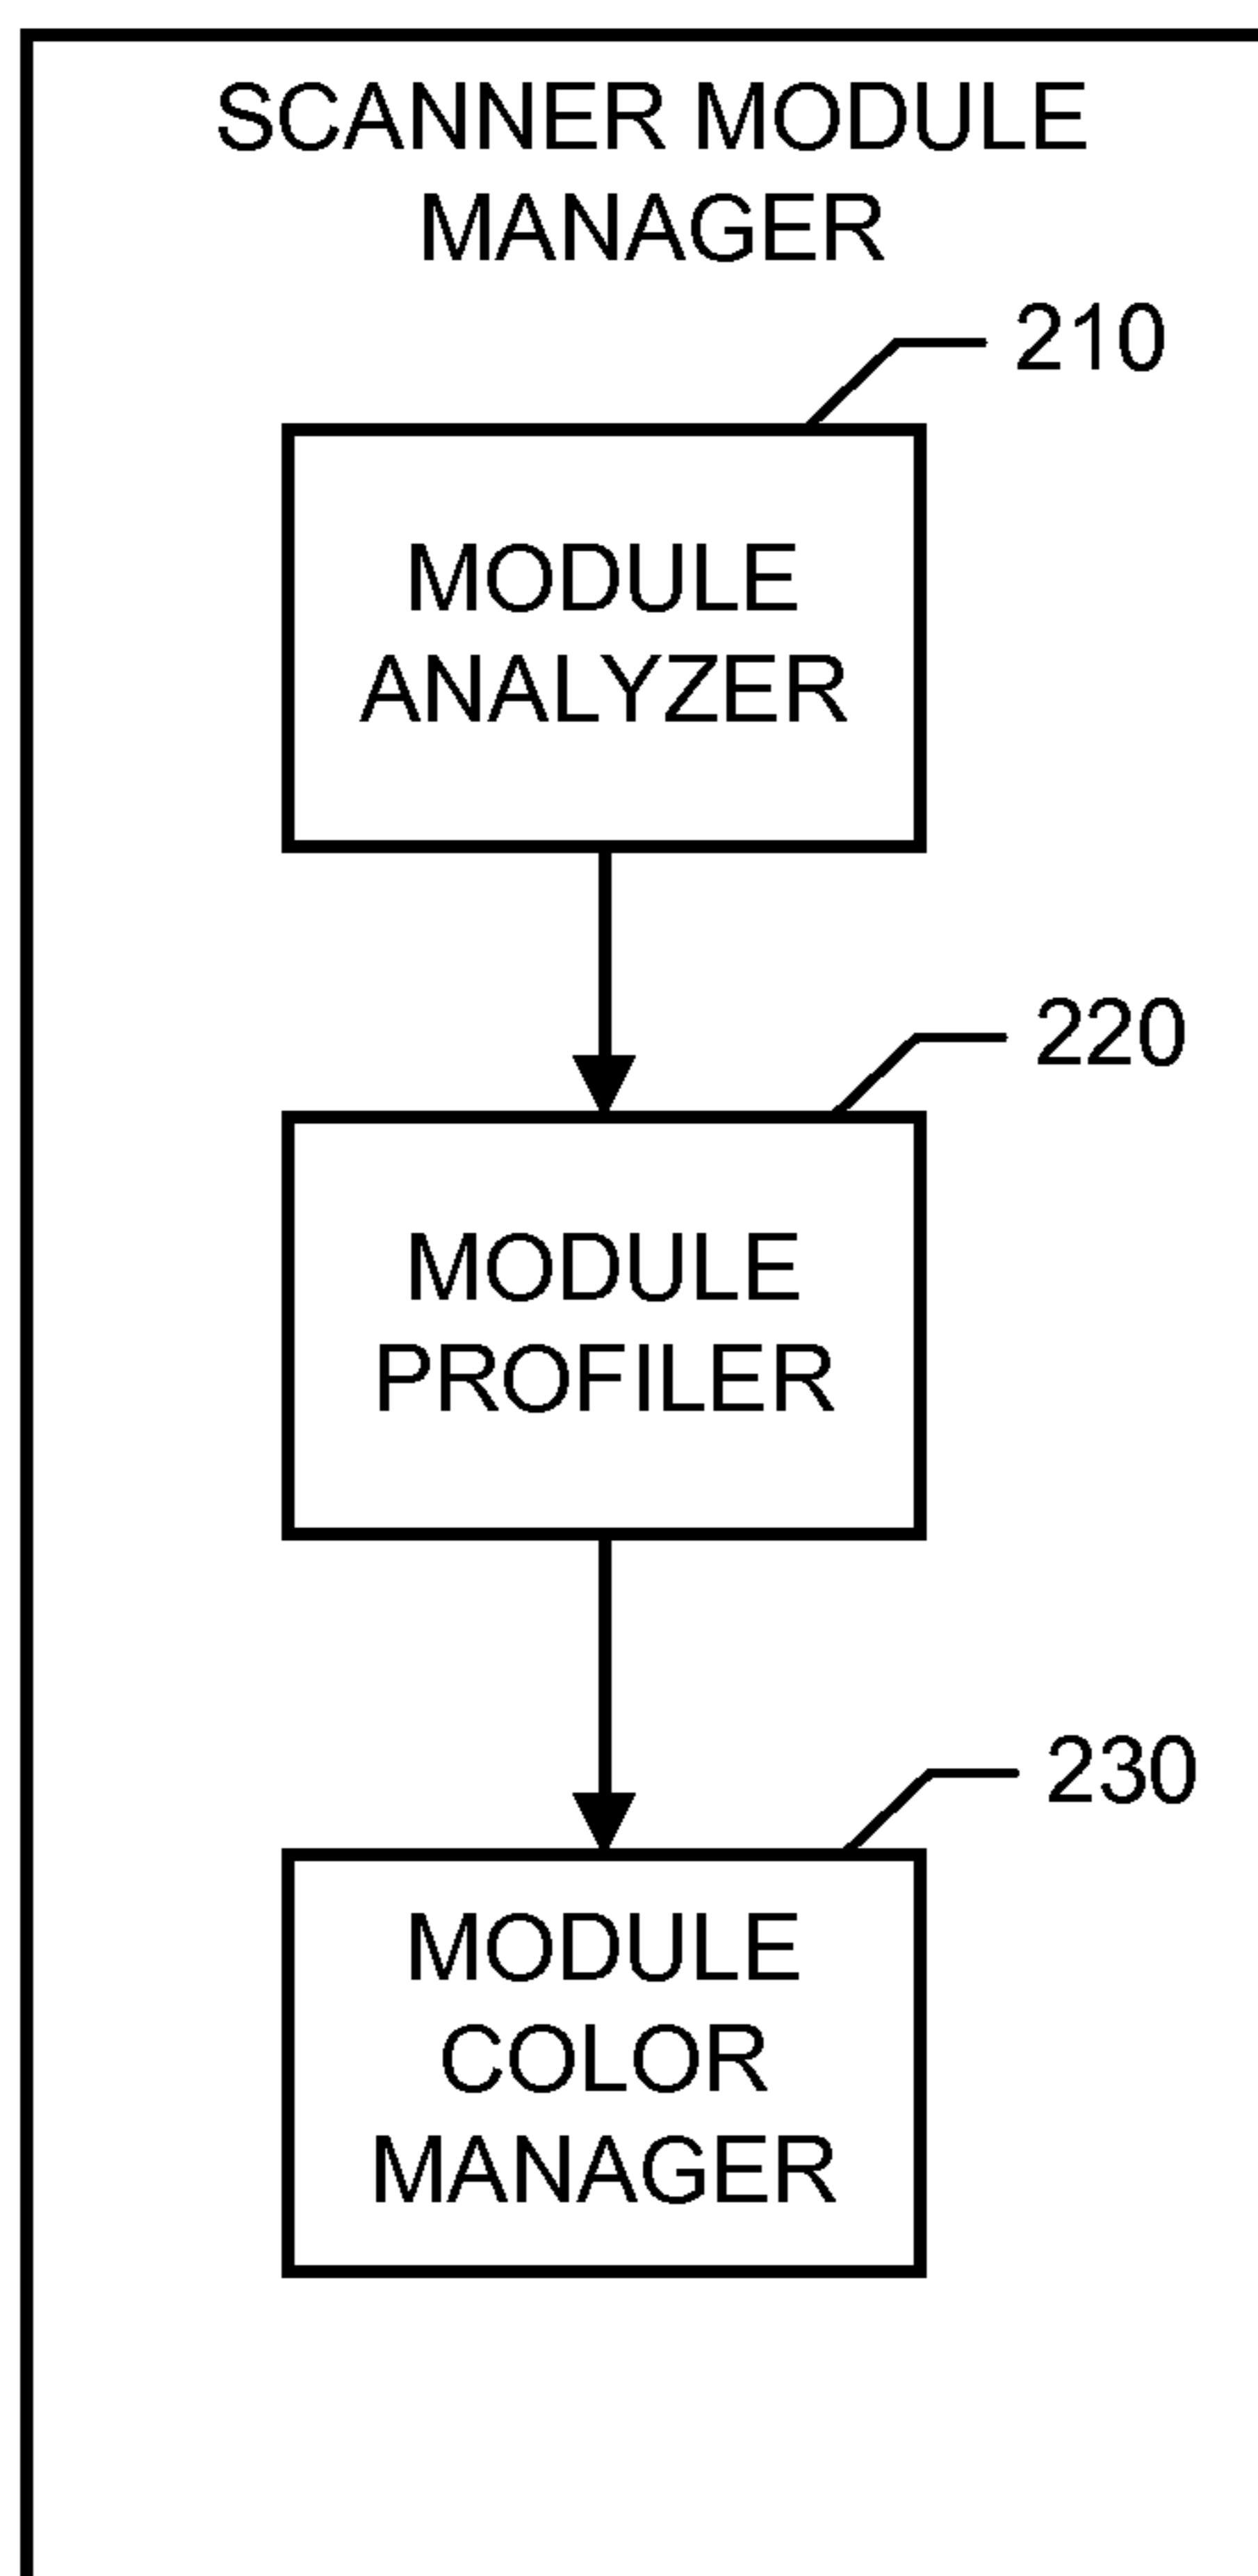 SCANNER MODULE
MANAGER
210
MODULE
ANALYZER
220
MODULE
PROFILER
230
MODULE
COLOR
MANAGER